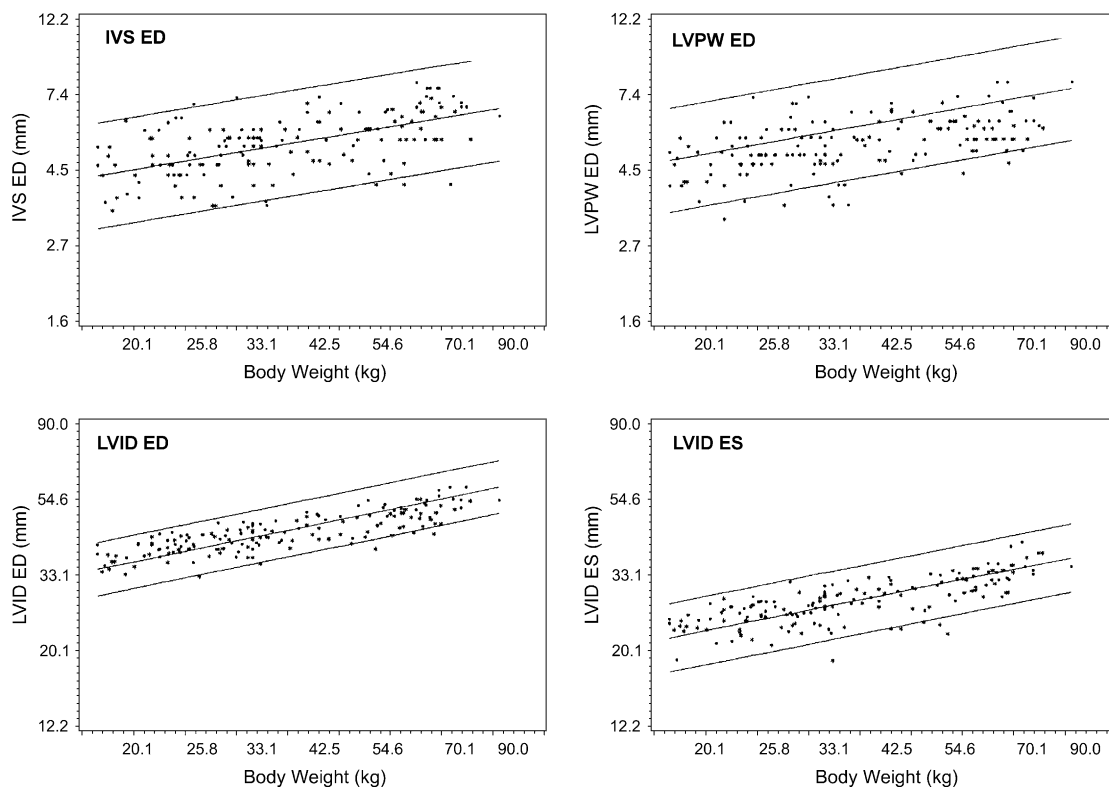 IVS ED
12.2
7.4
4.5
2.7
1.6
IVS ED (mm)
20.1 25.8 33.1 42.5 54.6 70.1 90.0
Body Weight (kg)
LVPW ED
12.2
7.4
4.5
2.7
1.6
LVPW ED (mm)
20.1 25.8 33.1 42.5 54.6 70.1 90.0
Body Weight (kg)
LVID ED
90.0
54.6
33.1
20.1
12.2
LVID ED (mm)
20.1 25.8 33.1 42.5 54.6 70.1 90.0
Body Weight (kg)
LVID ES
90.0
54.6
33.1
20.1
12.2
LVID ES (mm)
20.1 25.8 33.1 42.5 54.6 70.1 90.0
Body Weight (kg)